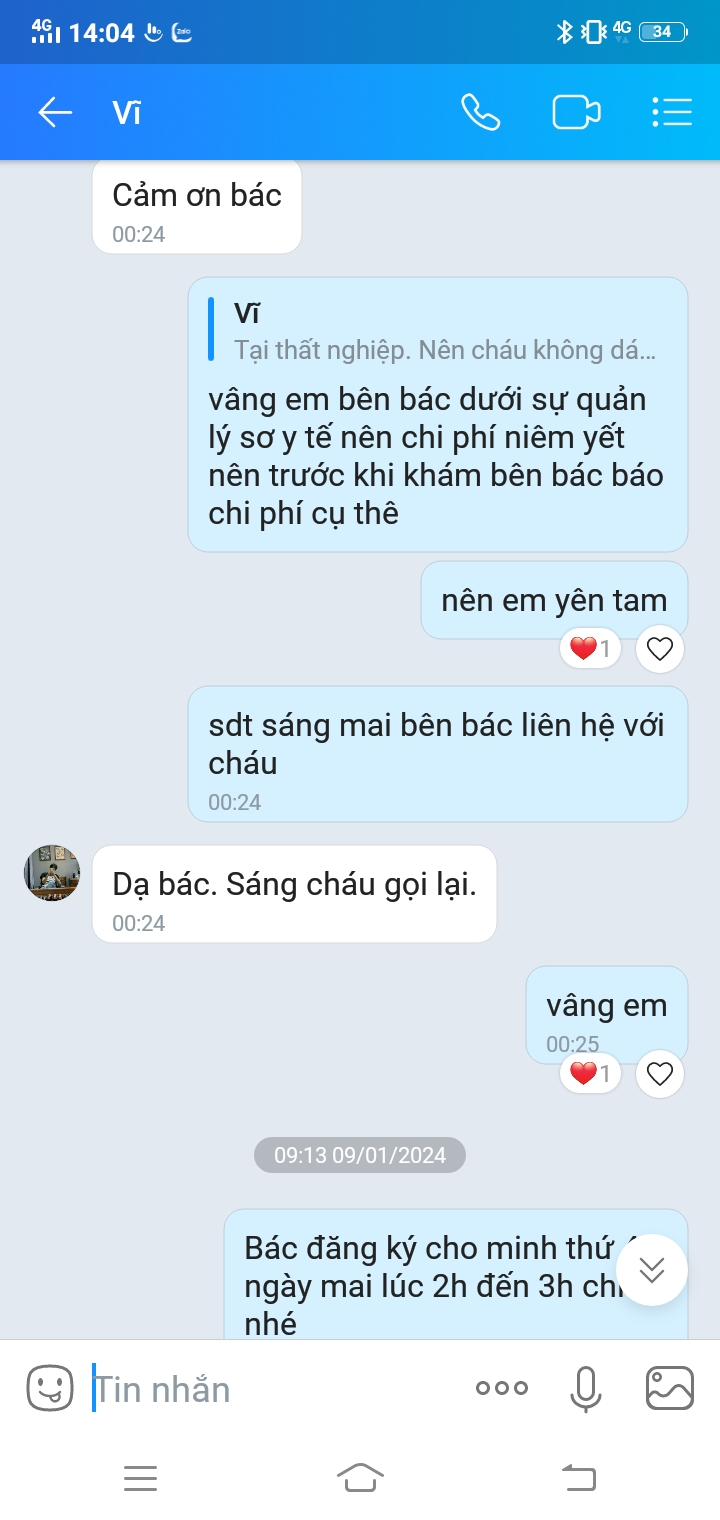 4G 14:04 Zalo 4G 34
Vĩ
Cảm ơn bác
00:24
Vĩ
Tại thất nghiệp. Nên cháu không dá...
vâng em bên bác dưới sự quản
lý sơ y tế nên chi phí niêm yết
nên trước khi khám bên bác báo
chi phí cụ thê
nên em yên tam
1
sdt sáng mai bên bác liên hệ với
cháu
00:24
Dạ bác. Sáng cháu gọi lại.
00:24
vâng em
00:25
1
09:13 09/01/2024
Bác đăng ký cho minh thứ
ngày mai lúc 2h đến 3h
nhé
Tin nhắn